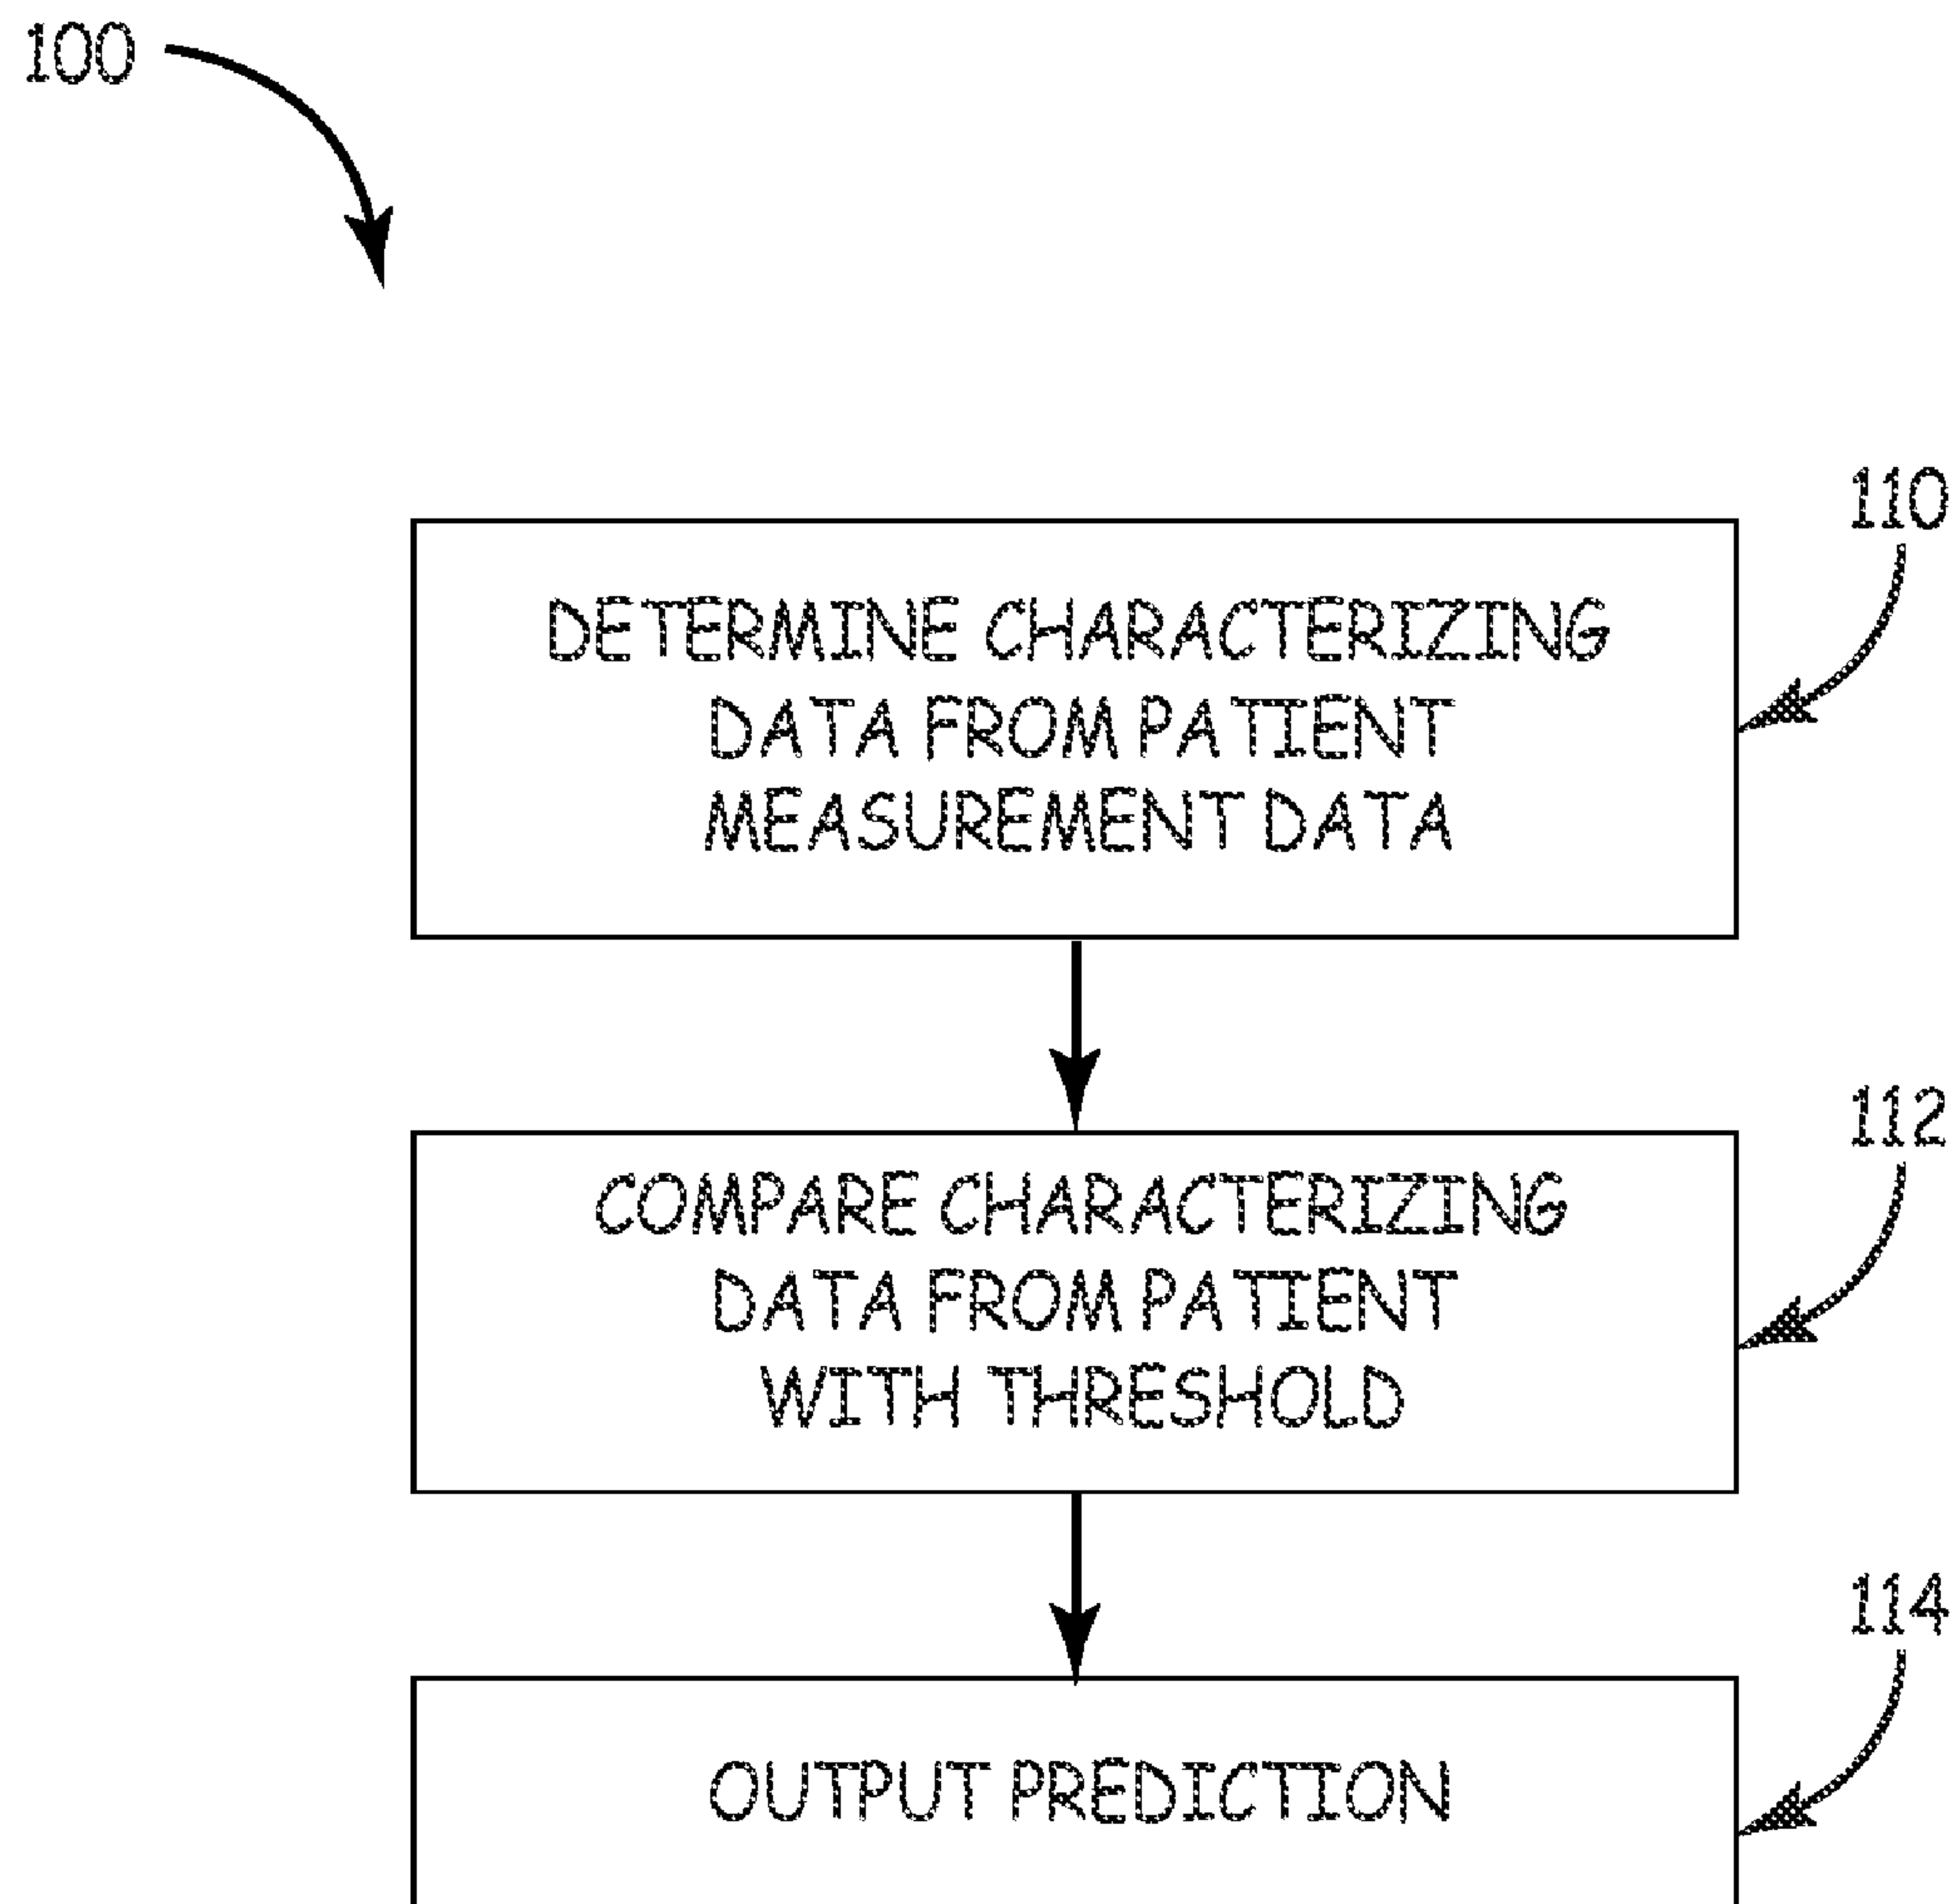 100
110
DETERMINE CHARACTERIZING
DATA FROM PATIENT
MEASUREMENT DATA
112
COMPARE CHARACTERIZING
DATA FROM PATIENT
WITH THRESHOLD
114
OUTPUT PREDICTION